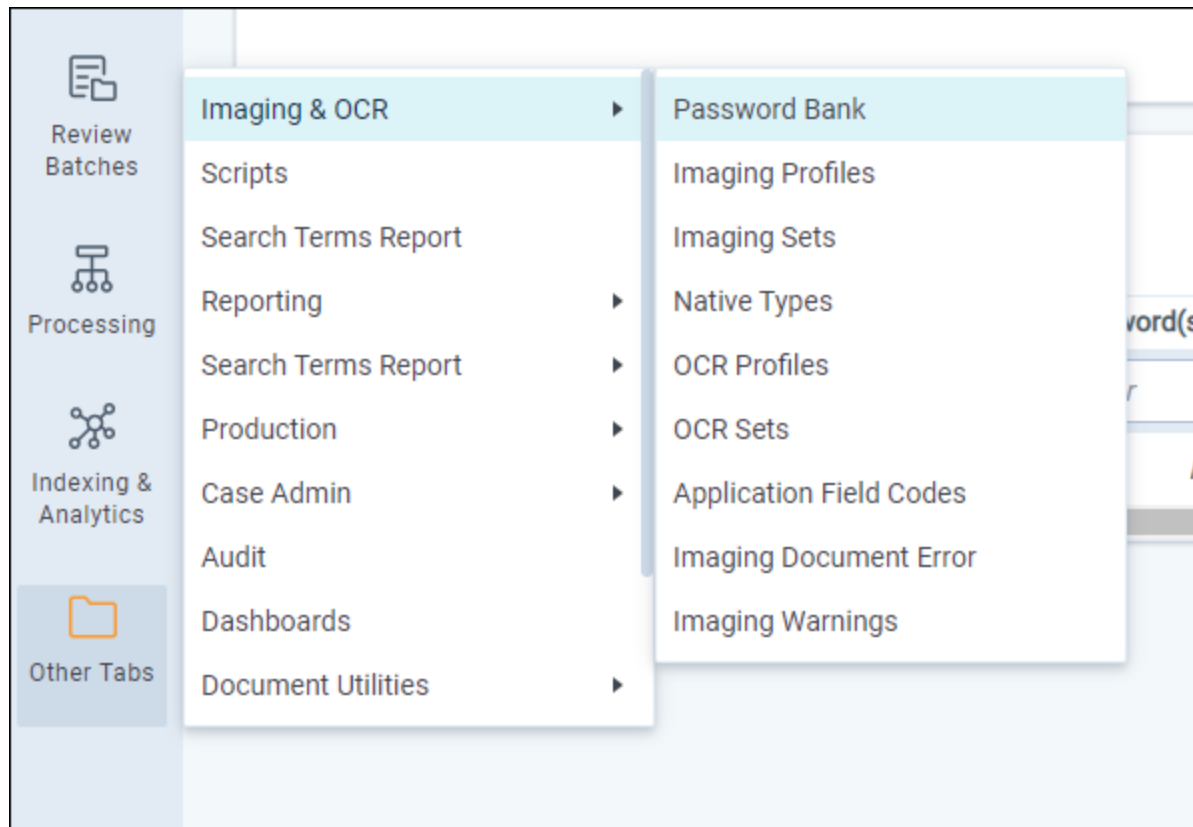 Review
Batches
Processing
Indexing &
Analytics
Other Tabs
Imaging & OCR
Scripts
Search Terms Report
Reporting
Search Terms Report
Production
Case Admin
Audit
Dashboards
Document Utilities
Password Bank
Imaging Profiles
Imaging Sets
Native Types
OCR Profiles
OCR Sets
Application Field Codes
Imaging Document Error
Imaging Warnings